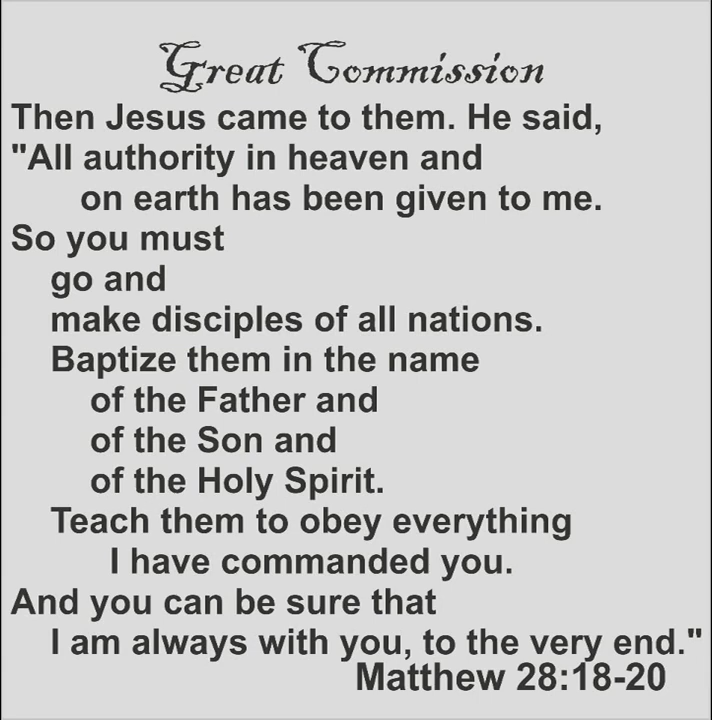 Great Commission
Then Jesus came to them. He said,
"All authority in heaven and
on earth has been given to me.
So you must
go and
make disciples of all nations.
Baptize them in the name
of the Father and
of the Son and
of the Holy Spirit.
Teach them to obey everything
I have commanded you.
And you can be sure that
I am always with you, to the very end."
Matthew 28:18-20